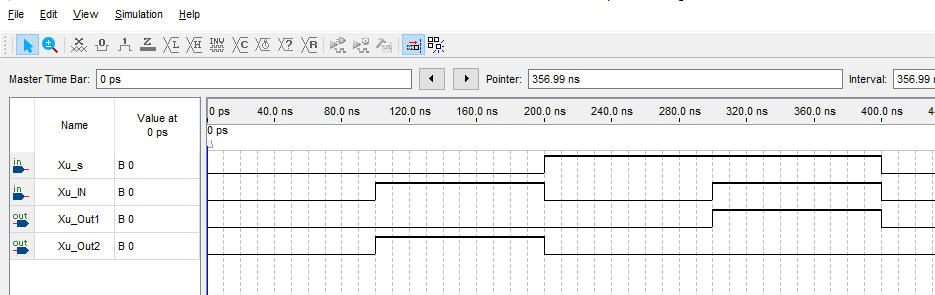 File Edit View Simulation Help
Master Time Bar: 0 ps Pointer: 356.99 ns Interval: 356.99
Name Value at 0 ps 0 ps 40.0 ns 80.0 ns 120.0 ns 160.0 ns 200.0 ns 240.0 ns 280.0 ns 320.0 ns 360.0 ns 400.0 ns
0 ps
in Xu_s B 0
in Xu_IN B 0
out Xu_Out1 B 0
out Xu_Out2 B 0